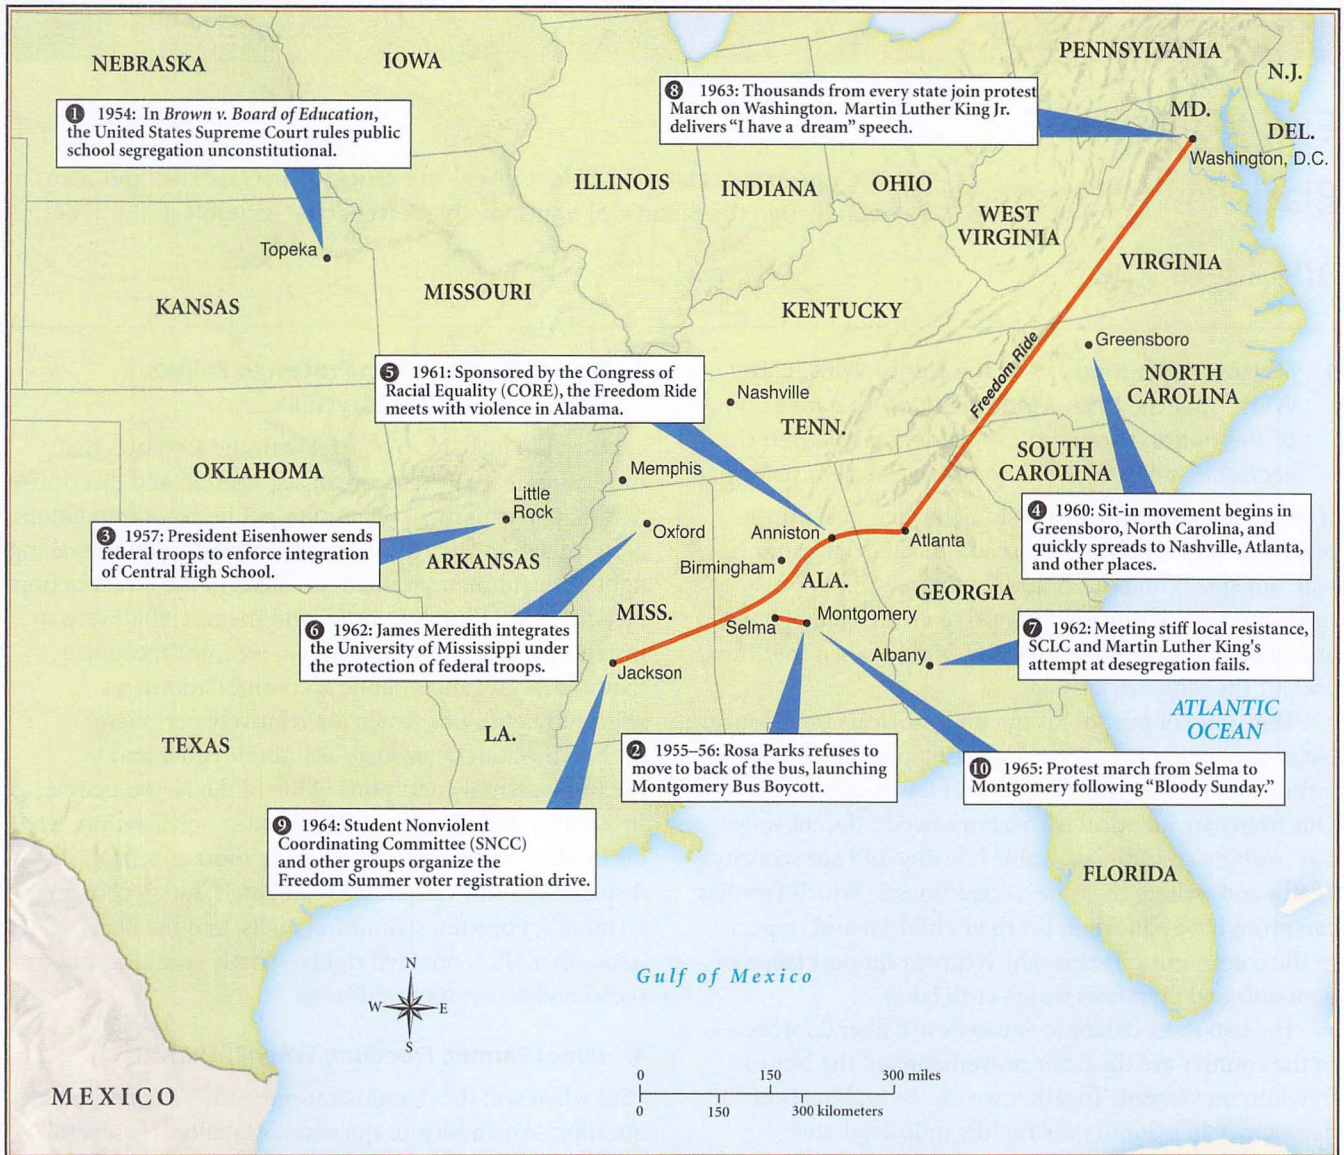 NEBRASKA
IOWA
PENNSYLVANIA
N.J.
❶ 1954: In Brown v. Board of Education,
the United States Supreme Court rules public
school segregation unconstitutional.
❽ 1963: Thousands from every state join protest
March on Washington. Martin Luther King Jr.
delivers “I have a dream” speech.
MD.
DEL.
Washington, D.C.
ILLINOIS
INDIANA
OHIO
WEST
VIRGINIA
Topeka
VIRGINIA
KANSAS
MISSOURI
KENTUCKY
Greensboro
Freedom Ride
❺ 1961: Sponsored by the Congress of
Racial Equality (CORE), the Freedom Ride
meets with violence in Alabama.
Nashville
NORTH
CAROLINA
TENN.
OKLAHOMA
Memphis
SOUTH
CAROLINA
Little
Rock
❸ 1957: President Eisenhower sends
federal troops to enforce integration
of Central High School.
Oxford
Anniston
Atlanta
❹ 1960: Sit-in movement begins in
Greensboro, North Carolina, and
quickly spreads to Nashville, Atlanta,
and other places.
ARKANSAS
Birmingham
ALA.
GEORGIA
MISS.
Selma
Montgomery
❻ 1962: James Meredith integrates
the University of Mississippi under
the protection of federal troops.
Albany
❼ 1962: Meeting stiff local resistance,
SCLC and Martin Luther King's
attempt at desegregation fails.
Jackson
ATLANTIC
OCEAN
TEXAS
LA.
❷ 1955–56: Rosa Parks refuses to
move to back of the bus, launching
Montgomery Bus Boycott.
❿ 1965: Protest march from Selma to
Montgomery following “Bloody Sunday.”
❾ 1964: Student Nonviolent
Coordinating Committee (SNCC)
and other groups organize the
Freedom Summer voter registration drive.
FLORIDA
Gulf of Mexico
N
W
E
S
MEXICO
0 150 300 miles
0 150 300 kilometers